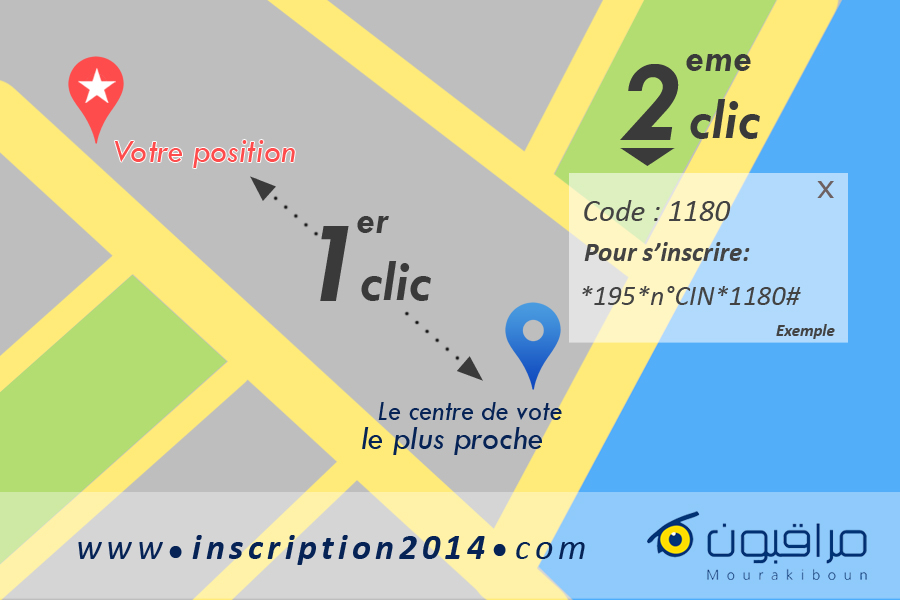 Votre position
1er clic
Le centre de vote
le plus proche
2eme clic
X
Code : 1180
Pour s’inscrire:
*195*n°CIN*1180#
Exemple
www.inscription2014.com
مراقبون
Mourakiboun